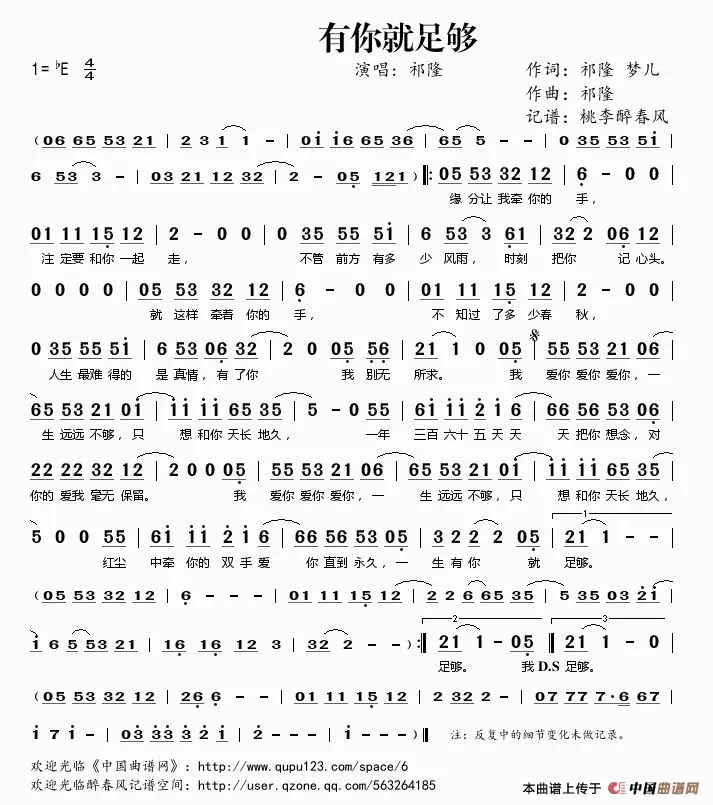 有你就足够
1=♭E 4/4 演唱：祁隆 作词：祁隆 梦儿
作曲：祁隆
记谱：桃李醉春风
(06 65 53 21 | 2 3 1 1 | 0i i6 65 36 | 65 5 - - | 0 35 53 5i |
6 53 3 - | 03 21 12 32 | 2 - 05 121) ‖: 05 53 32 12 | 6 - 0 0 |
缘 分让 我牵 你的 手，
01 11 15 12 | 2 - 0 0 | 0 35 55 5i | 6 53 3 61 | 32 2 06 12 |
注 定要 和你 一起 走， 不管 前方 有多 少 风雨， 时刻 把你 记 心头。
0 0 0 0 | 05 53 32 12 | 6 - 0 0 | 01 11 15 12 | 2 - 0 0 |
就 这样 牵着 你的 手， 不 知过 了多 少春 秋，
0 35 55 5i | 6 53 06 32 | 2 0 05 56 | 21 1 0 05 | 55 53 21 06 |
人生 最难 得的 是 真情，有 了你 我 别无 所求。 我 爱你 爱你 爱你，一
65 53 21 0i | ii ii 65 35 | 5 - 0 55 | 6i ii 2i 6 | 66 56 53 06 |
生 远远 不够，只 想 和你 天长 地久， 一年 三百 六十 五天 天 天 把你 想念，对
22 22 32 12 | 2 0 0 05 | 55 53 21 06 | 65 53 21 0i | ii ii 65 35 |
你的 爱我 毫无 保留。 我 爱你 爱你 爱你，一 生 远远 不够，只 想 和你 天长 地久，
5 0 0 55 | 6i ii 2i 6 | 66 56 53 05 | 3 22 2 05 | 21 1 - - |
1
红尘 中牵 你的 双手 爱 你 直到 永久，一 生 有你 就 足够。
(05 53 32 12 | 6 - - - | 01 11 15 12 | 2 26 65 35 | 5 35 03 2i |
i 6 53 21 | 16 16 12 3 | 32 2 - -) :‖ 21 1 - 05 ‖ 21 1 - 0 |
2 3
足够。 我 D.S 足够。
(05 53 32 12 | 26 6 - - | 01 11 15 12 | 2 32 2 - | 07 77 7·6 67 |
i 7 i - | 03 33 32 i | 2 - - - | i - - -)‖ 注：反复中的细节变化未做记录。
欢迎光临《中国曲谱网》：http://www.qupu123.com/space/6
欢迎光临醉春风记谱空间：http://user.qzone.qq.com/563264185
本曲谱上传于 中国曲谱网